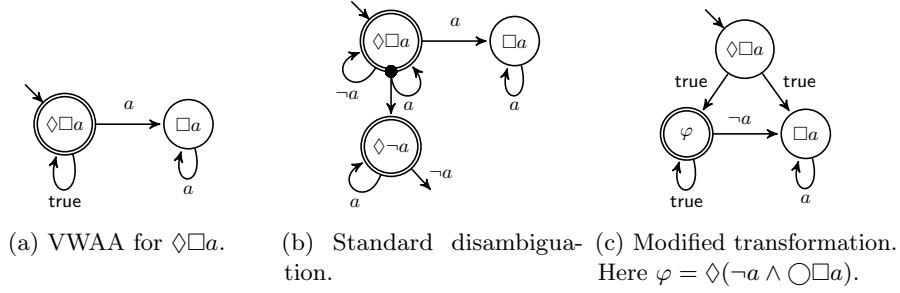 ◊□a
a
□a
true
a
(a) VWAA for ◊□a.
◊□a
a
□a
¬a
a
a
◊¬a
a
¬a
(b) Standard disambigua-
tion.
◊□a
true
true
φ
¬a
□a
true
a
(c) Modified transformation.
Here φ = ◊(¬a ∧ ◯□a).